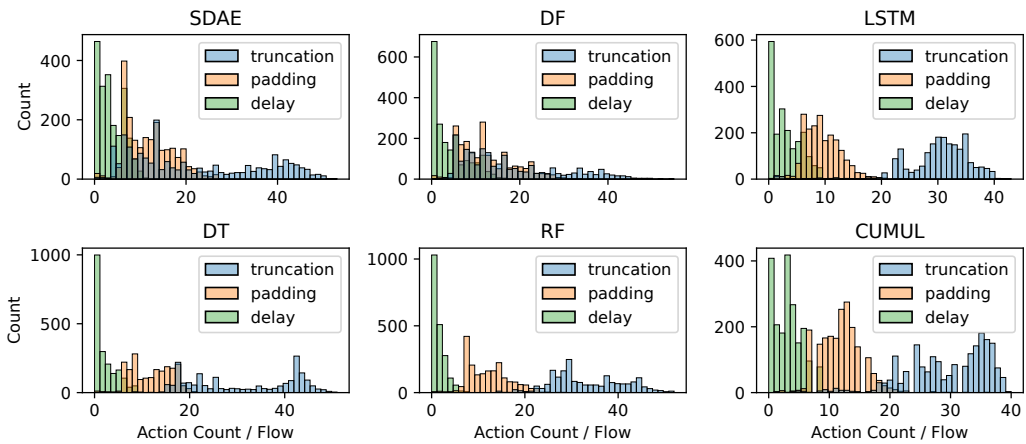 SDAE
DF
LSTM
truncation
padding
delay
truncation
padding
delay
truncation
padding
delay
Count
400
200
0
600
400
200
0
600
400
200
0
0 20 40
0 20 40
0 10 20 30 40
DT
RF
CUMUL
truncation
padding
delay
truncation
padding
delay
truncation
padding
delay
Count
1000
500
0
1000
500
0
400
200
0
0 20 40
0 20 40
0 10 20 30 40
Action Count / Flow
Action Count / Flow
Action Count / Flow